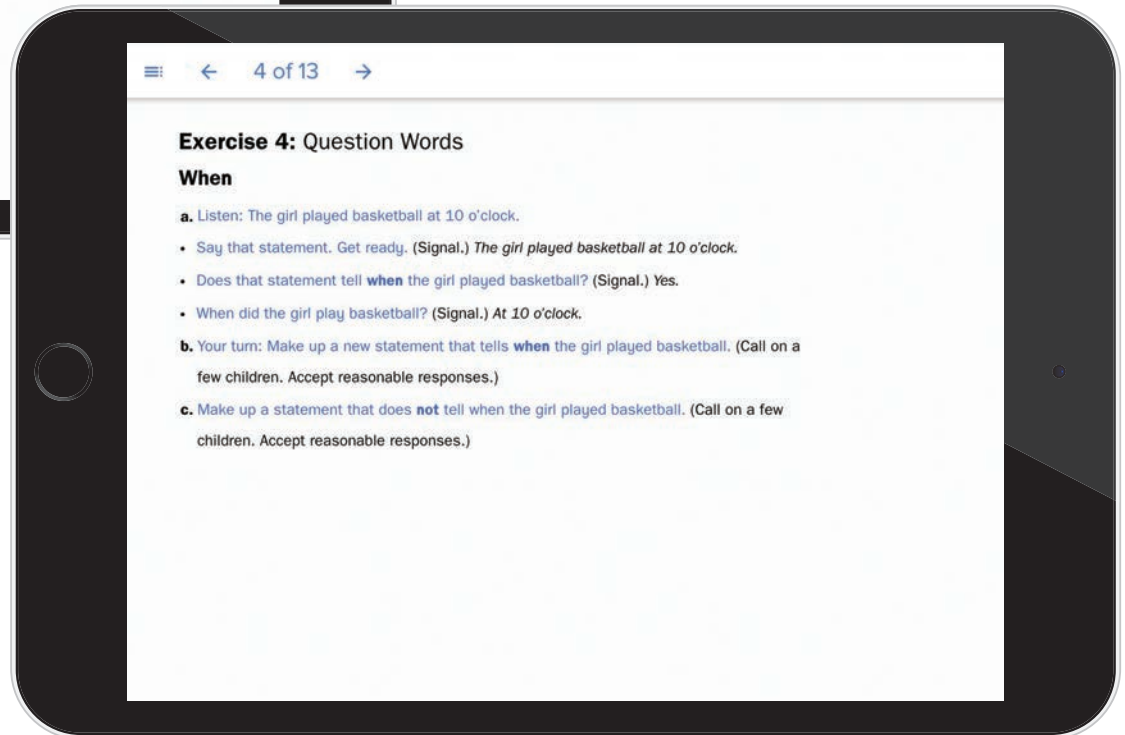 4 of 13
Exercise 4: Question Words
When
a. Listen: The girl played basketball at 10 o'clock.
• Say that statement. Get ready. (Signal.) The girl played basketball at 10 o'clock.
• Does that statement tell when the girl played basketball? (Signal.) Yes.
• When did the girl play basketball? (Signal.) At 10 o'clock.
b. Your turn: Make up a new statement that tells when the girl played basketball. (Call on a
few children. Accept reasonable responses.)
c. Make up a statement that does not tell when the girl played basketball. (Call on a few
children. Accept reasonable responses.)